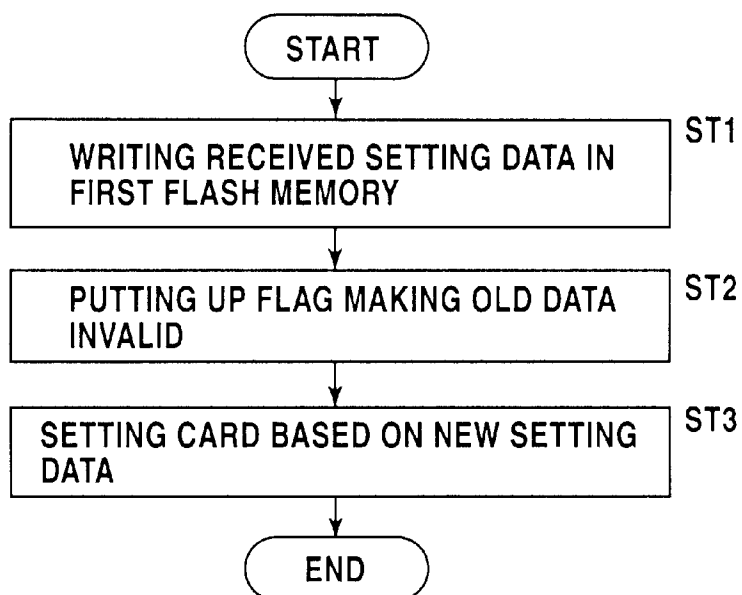 START
ST1
WRITING RECEIVED SETTING DATA IN
FIRST FLASH MEMORY
ST2
PUTTING UP FLAG MAKING OLD DATA
INVALID
ST3
SETTING CARD BASED ON NEW SETTING
DATA
END